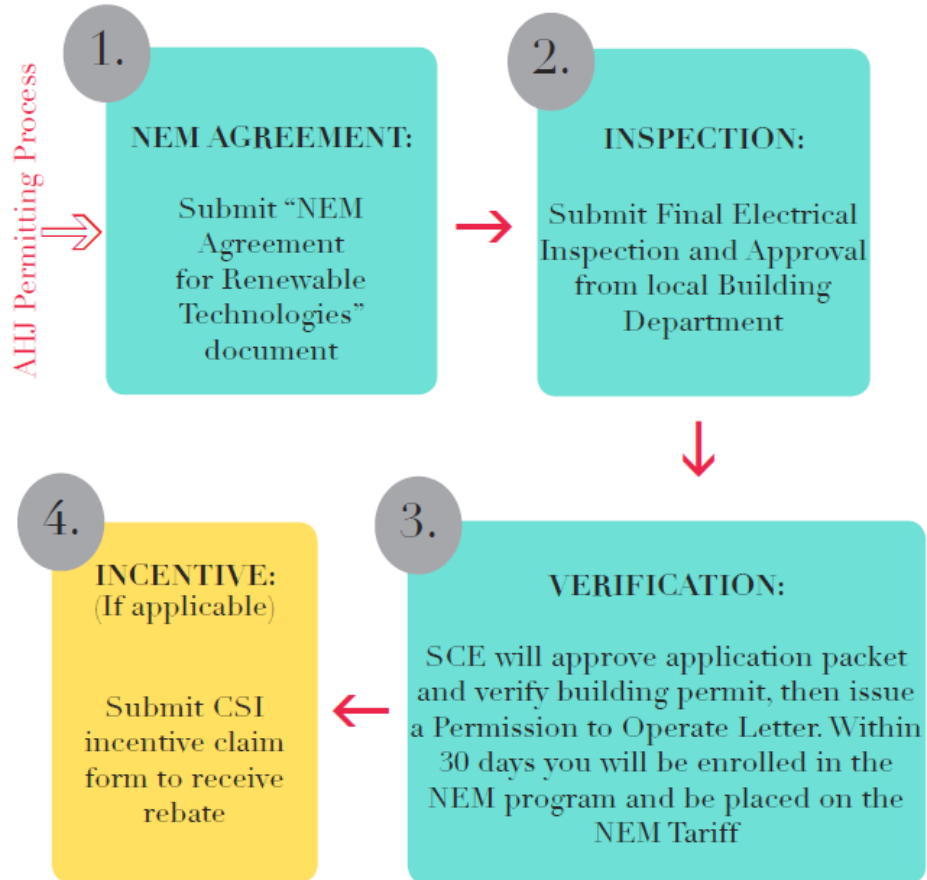 AHJ Permitting Process
1.
NEM AGREEMENT:
Submit “NEM
Agreement
for Renewable
Technologies”
document
2.
INSPECTION:
Submit Final Electrical
Inspection and Approval
from local Building
Department
3.
VERIFICATION:
SCE will approve application packet
and verify building permit, then issue
a Permission to Operate Letter. Within
30 days you will be enrolled in the
NEM program and be placed on the
NEM Tariff
4.
INCENTIVE:
(If applicable)
Submit CSI
incentive claim
form to receive
rebate